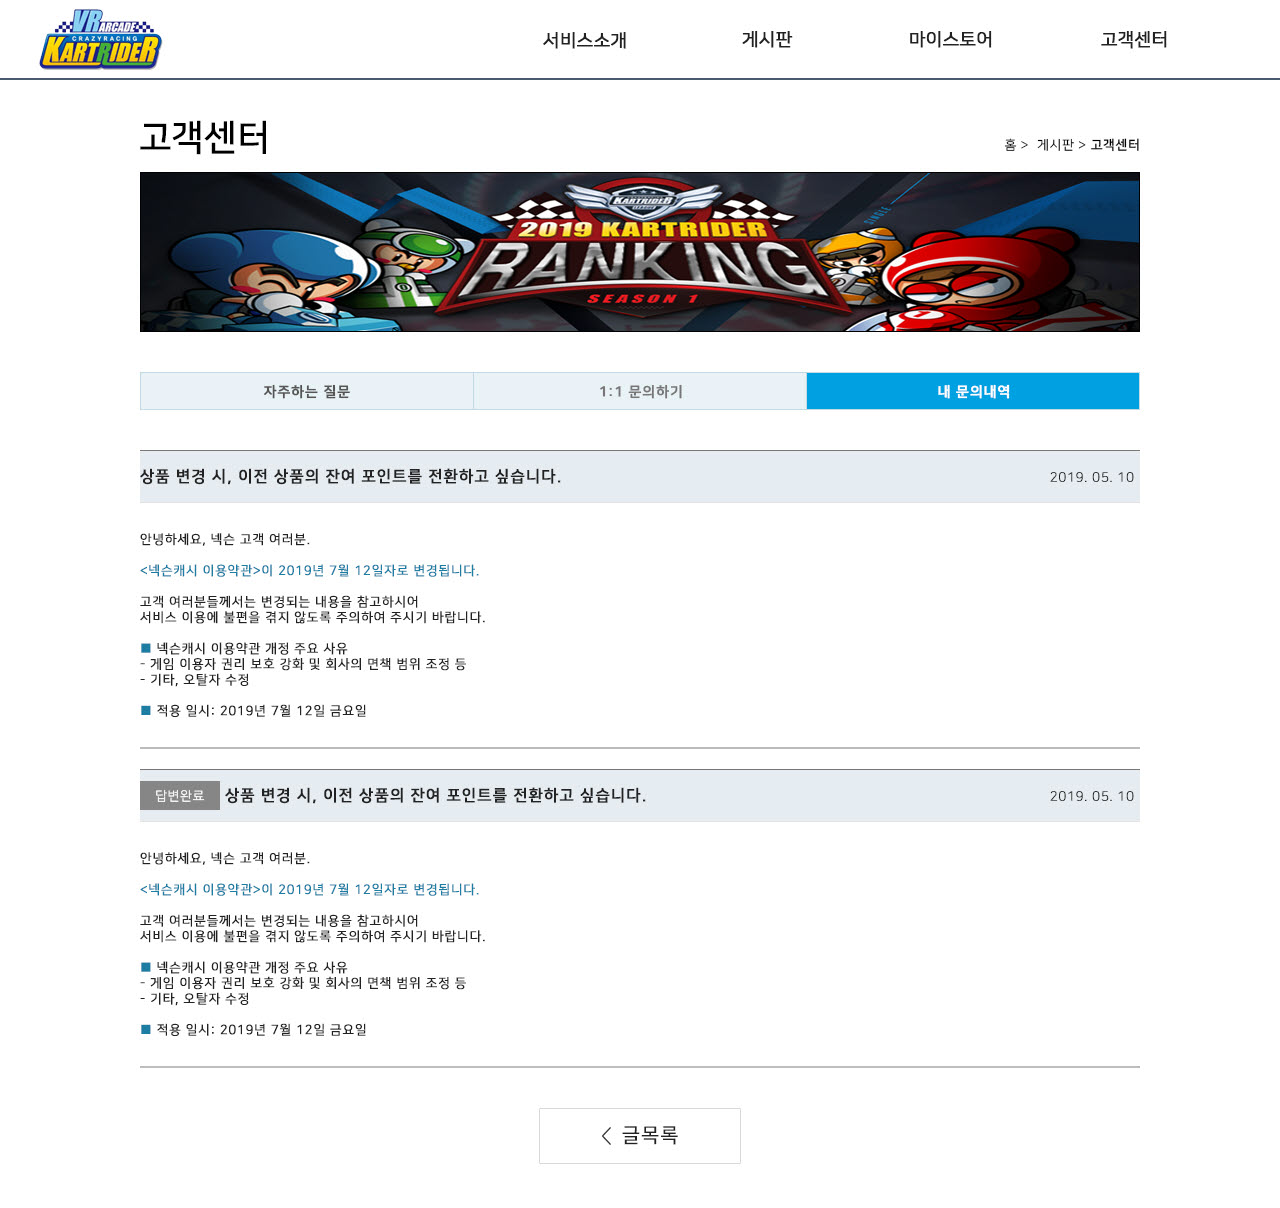 VR ARCADE
CRAZYRACING
KARTRIDER
서비스소개 게시판 마이스토어 고객센터
고객센터
홈 > 게시판 > 고객센터
KARTRIDER
LEAGUE
SINGLE
2019 KARTRIDER
RANKING
SEASON 1
자주하는 질문 1:1 문의하기 내 문의내역
상품 변경 시, 이전 상품의 잔여 포인트를 전환하고 싶습니다. 2019. 05. 10
안녕하세요, 넥슨 고객 여러분.
<넥슨캐시 이용약관>이 2019년 7월 12일자로 변경됩니다.
고객 여러분들께서는 변경되는 내용을 참고하시어
서비스 이용에 불편을 겪지 않도록 주의하여 주시기 바랍니다.
■ 넥슨캐시 이용약관 개정 주요 사유
- 게임 이용자 권리 보호 강화 및 회사의 면책 범위 조정 등
- 기타, 오탈자 수정
■ 적용 일시: 2019년 7월 12일 금요일
답변완료 상품 변경 시, 이전 상품의 잔여 포인트를 전환하고 싶습니다. 2019. 05. 10
안녕하세요, 넥슨 고객 여러분.
<넥슨캐시 이용약관>이 2019년 7월 12일자로 변경됩니다.
고객 여러분들께서는 변경되는 내용을 참고하시어
서비스 이용에 불편을 겪지 않도록 주의하여 주시기 바랍니다.
■ 넥슨캐시 이용약관 개정 주요 사유
- 게임 이용자 권리 보호 강화 및 회사의 면책 범위 조정 등
- 기타, 오탈자 수정
■ 적용 일시: 2019년 7월 12일 금요일
< 글목록